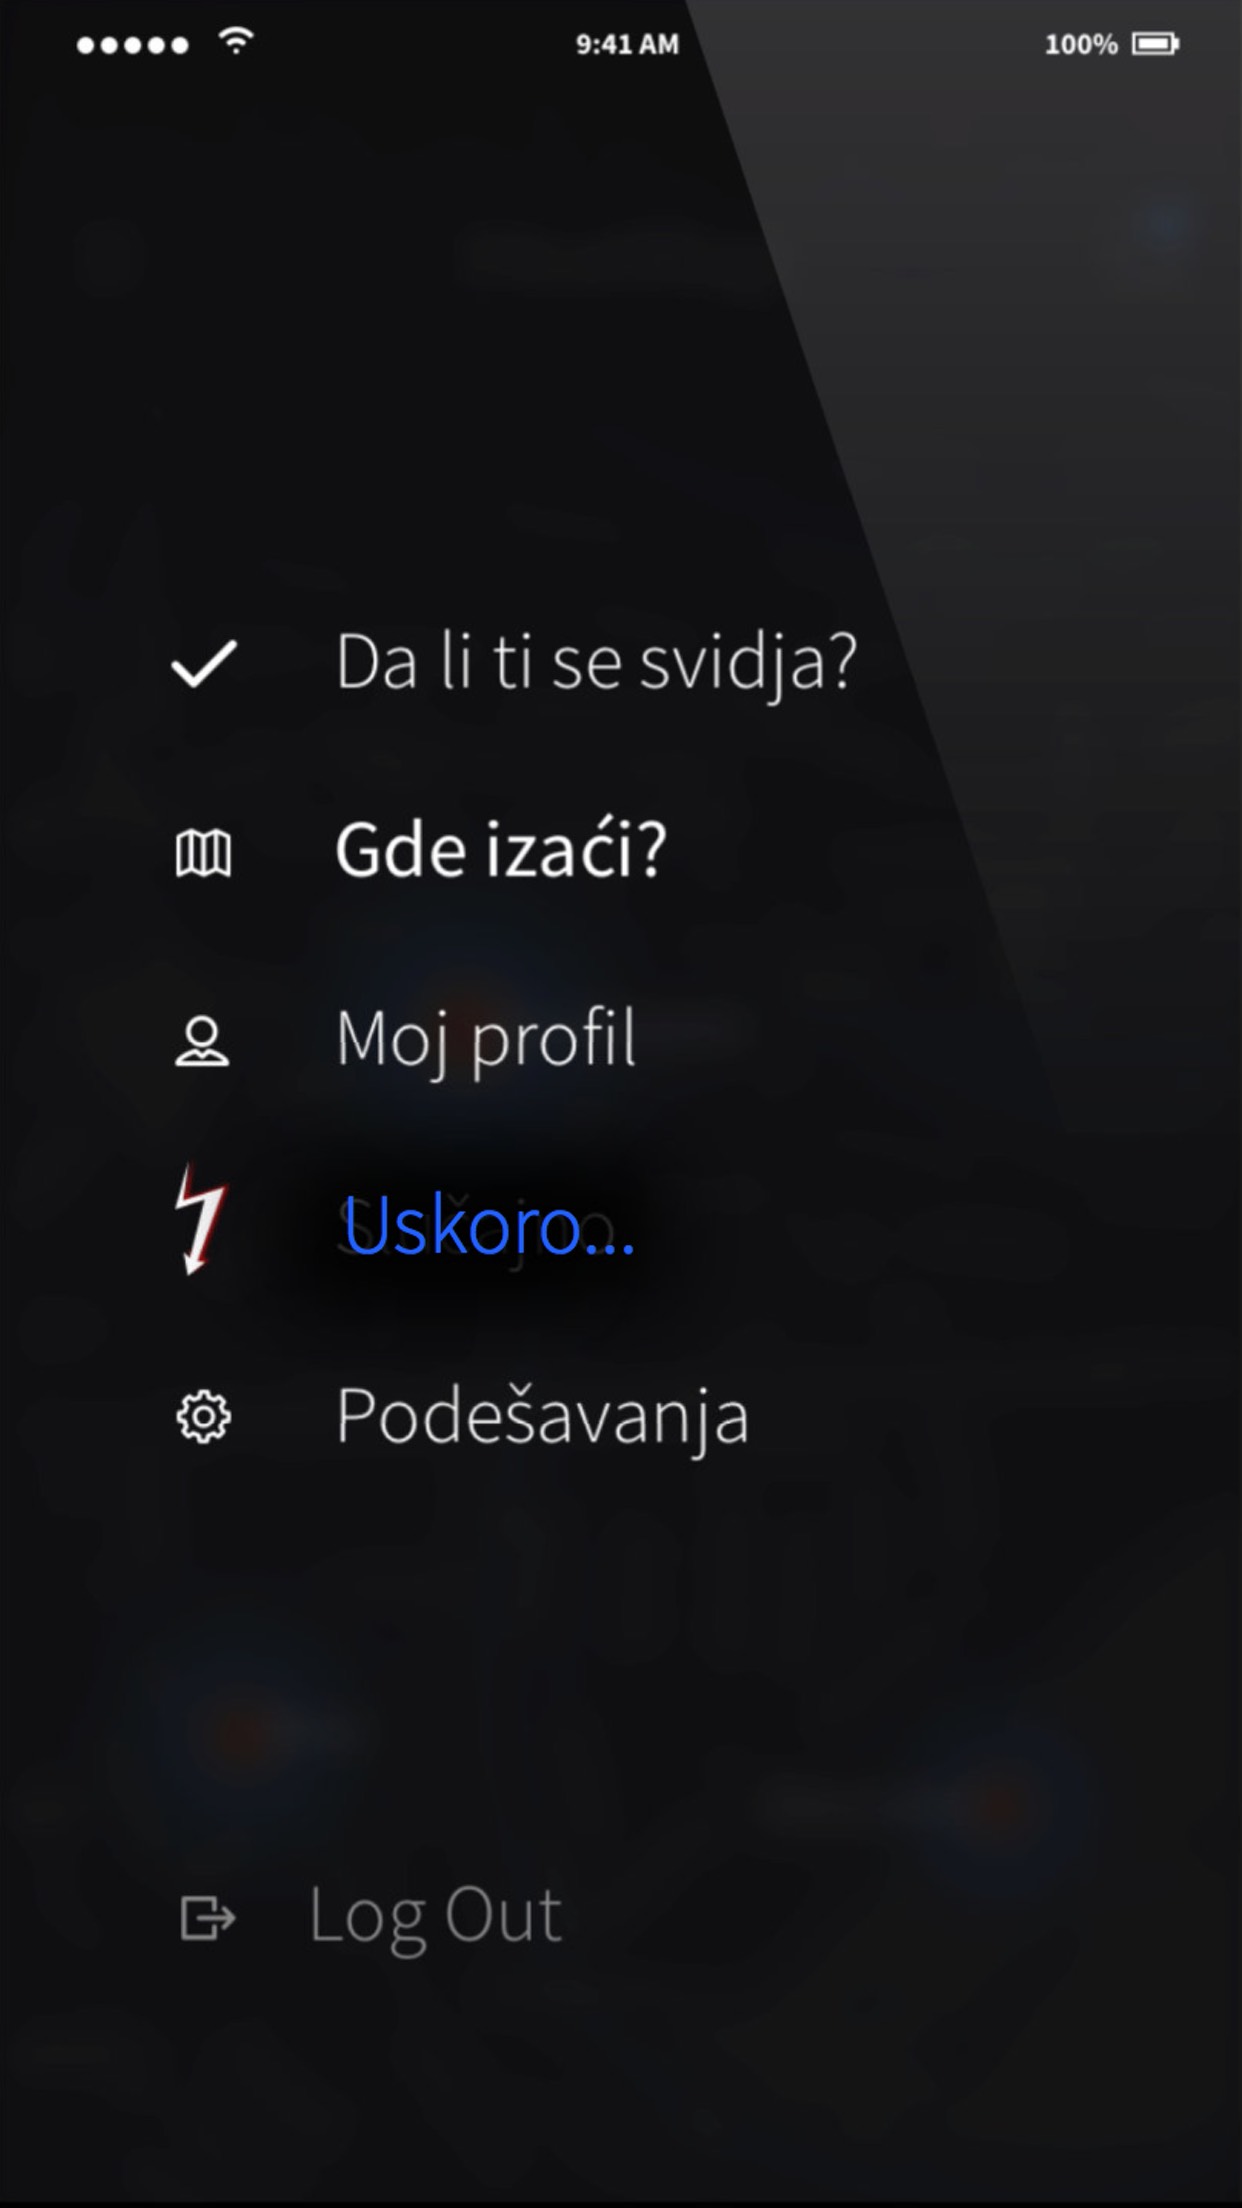 9:41 AM
100%
Da li ti se svidja?
Gde izaći?
Moj profil
Uskoro...
Podešavanja
Log Out